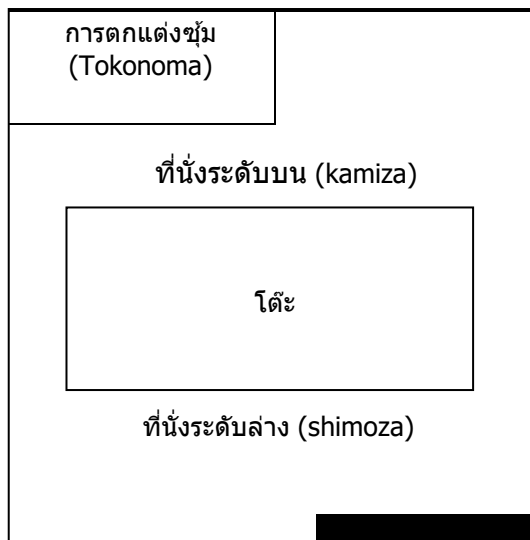 การตกแต่งซุ้ม
(Tokonoma)
ที่นั่งระดับบน (kamiza)
โต๊ะ
ที่นั่งระดับล่าง (shimoza)